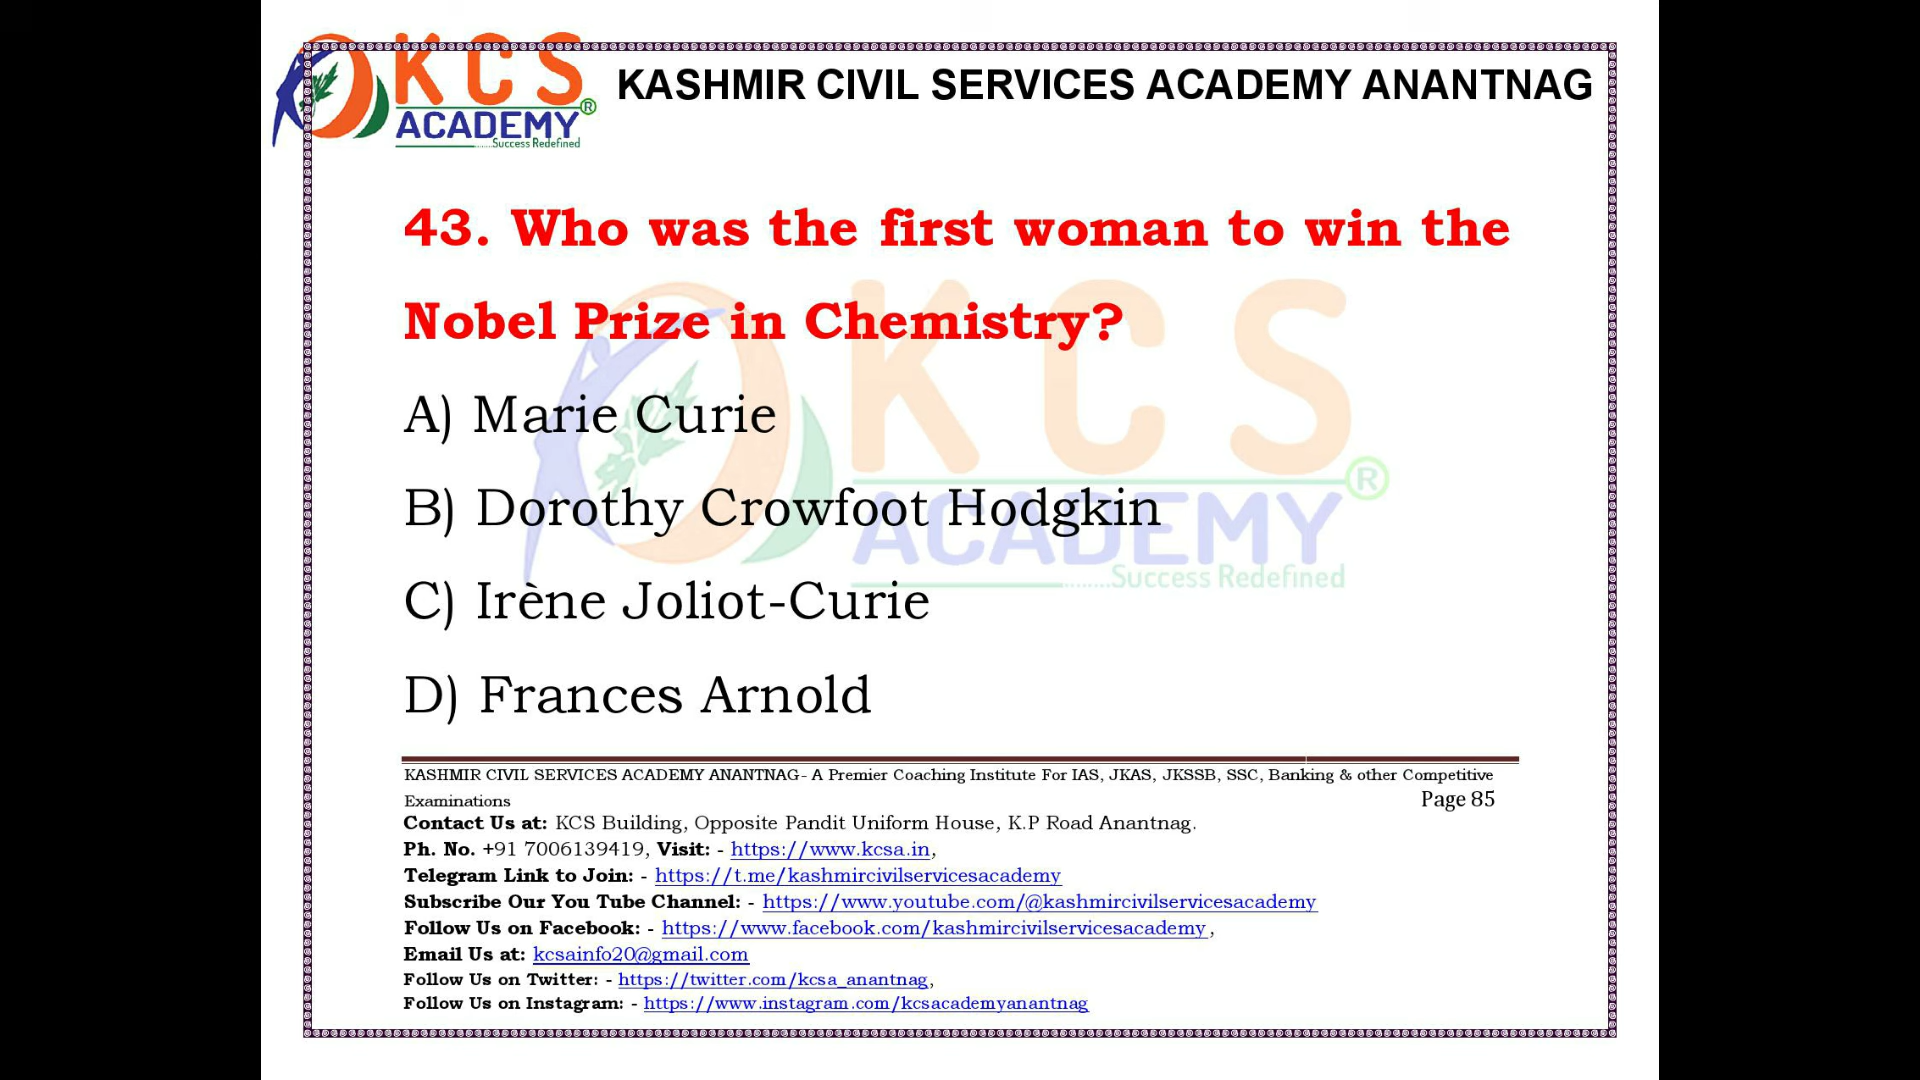 KCS
ACADEMY®
........Success Redefined
KASHMIR CIVIL SERVICES ACADEMY ANANTNAG
43. Who was the first woman to win the
Nobel Prize in Chemistry?
A) Marie Curie
B) Dorothy Crowfoot Hodgkin
C) Irène Joliot-Curie
D) Frances Arnold
KCS
ACADEMY®
........Success Redefined
KASHMIR CIVIL SERVICES ACADEMY ANANTNAG- A Premier Coaching Institute For IAS, JKAS, JKSSB, SSC, Banking & other Competitive
Examinations Page 85
Contact Us at: KCS Building, Opposite Pandit Uniform House, K.P Road Anantnag.
Ph. No. +91 7006139419, Visit: - https://www.kcsa.in,
Telegram Link to Join: - https://t.me/kashmircivilservicesacademy
Subscribe Our You Tube Channel: - https://www.youtube.com/@kashmircivilservicesacademy
Follow Us on Facebook: - https://www.facebook.com/kashmircivilservicesacademy,
Email Us at: kcsainfo20@gmail.com
Follow Us on Twitter: - https://twitter.com/kcsa_anantnag,
Follow Us on Instagram: - https://www.instagram.com/kcsacademyanantnag